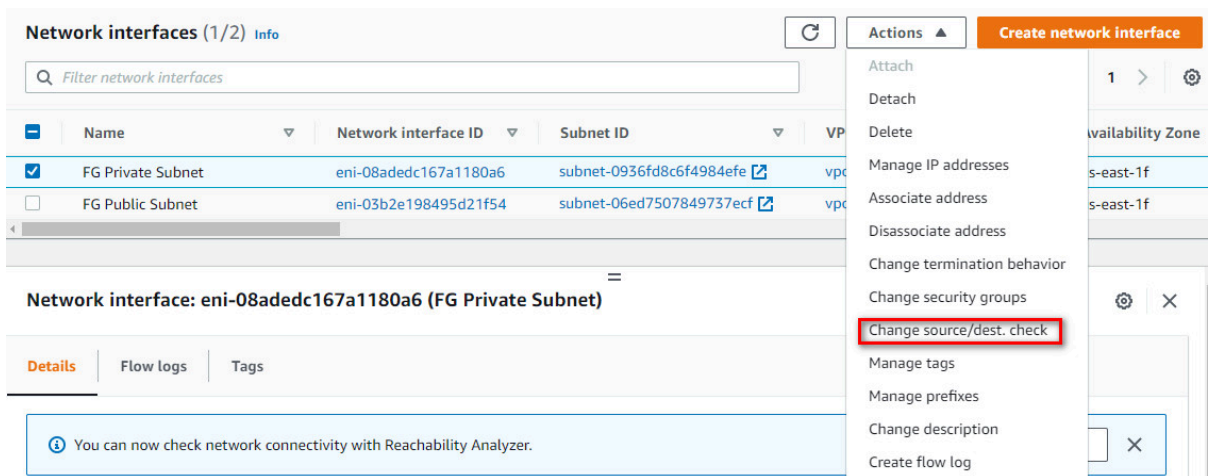 Network interfaces (1/2) Info
Actions ▲
Create network interface
Filter network interfaces
1
Name
Network interface ID
Subnet ID
VP
vailability Zone
FG Private Subnet eni-08adedc167a1180a6 subnet-0936fd8c6f4984efe vpc s-east-1f
FG Public Subnet eni-03b2e198495d21f54 subnet-06ed7507849737ecf vpc s-east-1f
Attach
Detach
Delete
Manage IP addresses
Associate address
Disassociate address
Change termination behavior
Change security groups
Change source/dest. check
Manage tags
Manage prefixes
Change description
Create flow log
Network interface: eni-08adedc167a1180a6 (FG Private Subnet)
Details
Flow logs
Tags
You can now check network connectivity with Reachability Analyzer.